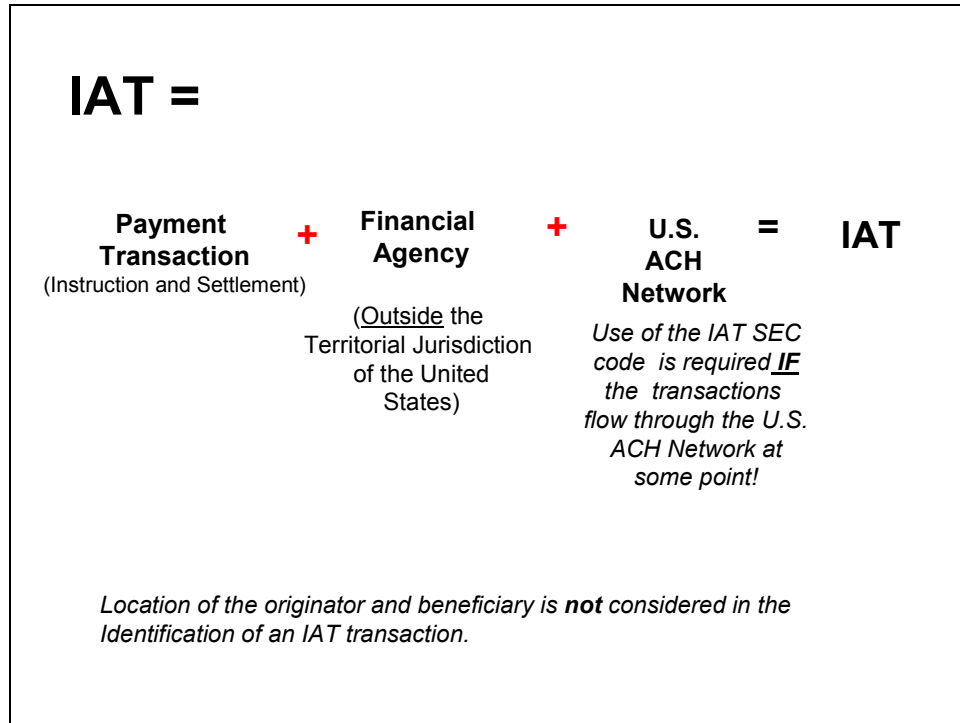 IAT =
Payment
Transaction
(Instruction and Settlement)
+
Financial
Agency
(Outside the
Territorial Jurisdiction
of the United
States)
+
U.S.
ACH
Network
Use of the IAT SEC
code is required IF
the transactions
flow through the U.S.
ACH Network at
some point!
=
IAT
Location of the originator and beneficiary is not considered in the
Identification of an IAT transaction.